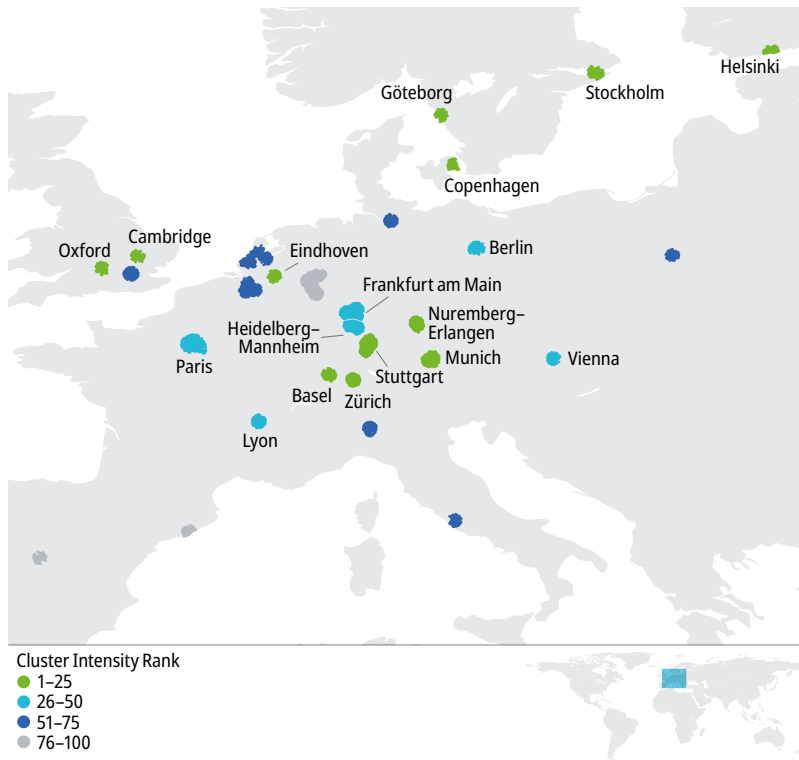 Helsinki
Stockholm
Göteborg
Copenhagen
Cambridge
Oxford
Eindhoven
Berlin
Frankfurt am Main
Nuremberg–
Erlangen
Heidelberg–
Mannheim
Paris
Munich
Vienna
Stuttgart
Basel
Zürich
Lyon
Cluster Intensity Rank
1–25
26–50
51–75
76–100